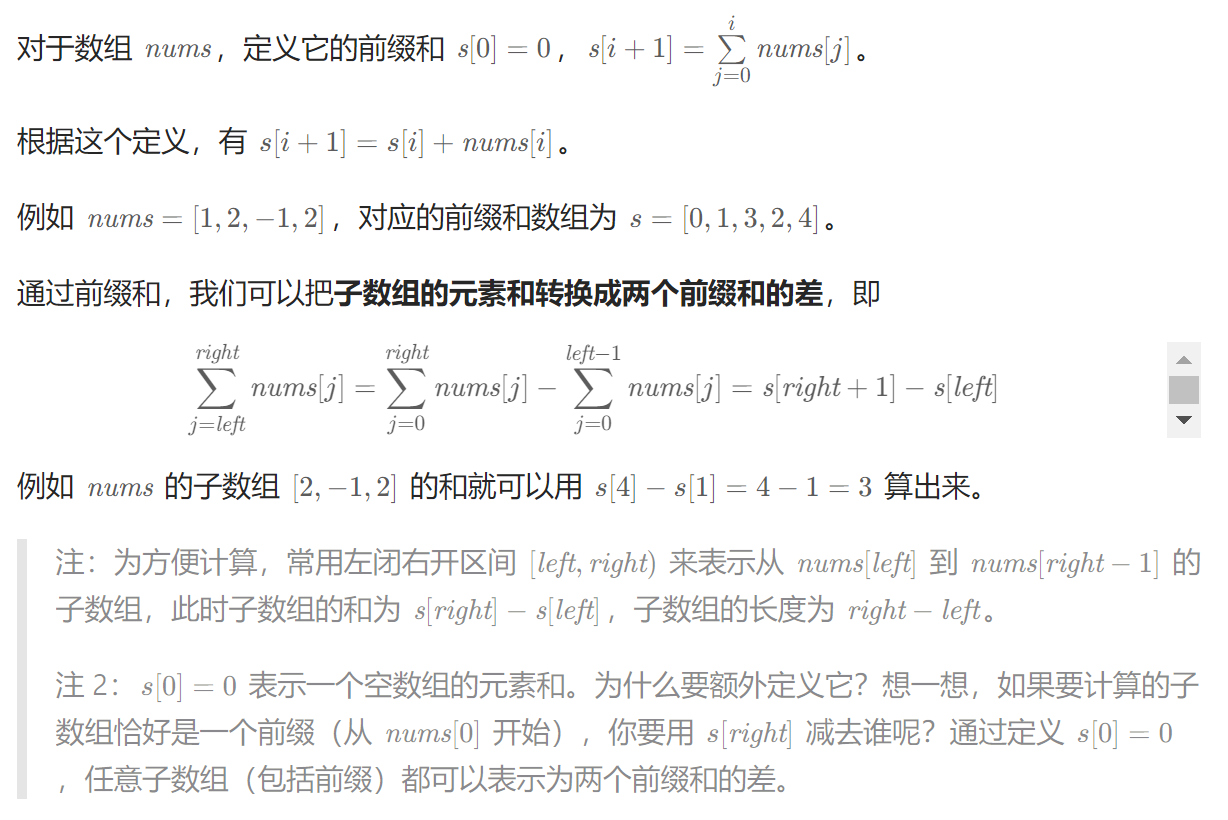 对于数组 nums，定义它的前缀和 s[0] = 0，s[i + 1] = \sum_{j=0}^{i} nums[j]。
根据这个定义，有 s[i + 1] = s[i] + nums[i]。
例如 nums = [1, 2, −1, 2]，对应的前缀和数组为 s = [0, 1, 3, 2, 4]。
通过前缀和，我们可以把子数组的元素和转换成两个前缀和的差，即
\sum_{j=left}^{right} nums[j] = \sum_{j=0}^{right} nums[j] − \sum_{j=0}^{left−1} nums[j] = s[right + 1] − s[left]
例如 nums 的子数组 [2, −1, 2] 的和就可以用 s[4] − s[1] = 4 − 1 = 3 算出来。
注：为方便计算，常用左闭右开区间 [left, right) 来表示从 nums[left] 到 nums[right − 1] 的
子数组，此时子数组的和为 s[right] − s[left]，子数组的长度为 right − left。
注 2：s[0] = 0 表示一个空数组的元素和。为什么要额外定义它？想一想，如果要计算的子
数组恰好是一个前缀（从 nums[0] 开始），你要用 s[right] 减去谁呢？通过定义 s[0] = 0
，任意子数组（包括前缀）都可以表示为两个前缀和的差。